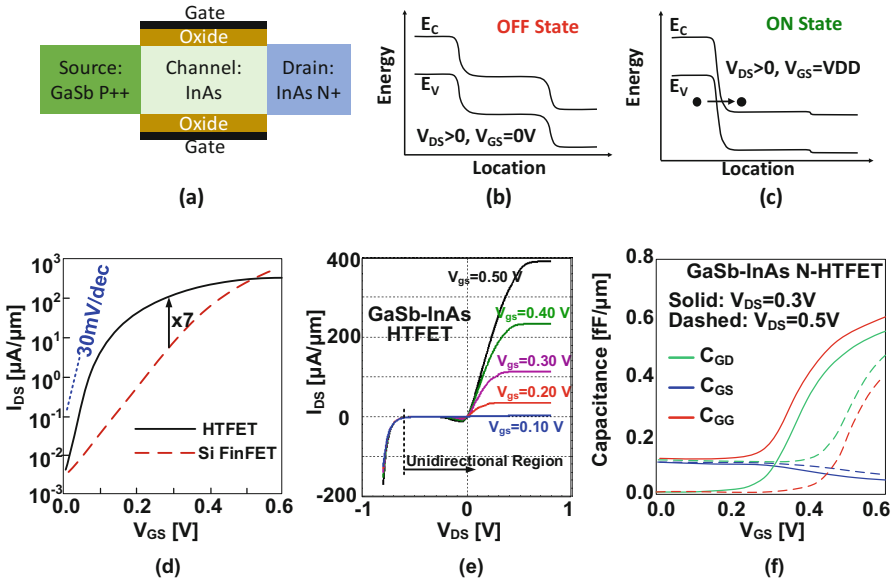 Gate
Oxide
Source:
GaSb P++
Channel:
InAs
Drain:
InAs N+
Oxide
Gate
(a)
Energy
E_C
OFF State
E_V
V_DS>0, V_GS=0V
Location
(b)
Energy
E_C
ON State
V_DS>0, V_GS=VDD
E_V
Location
(c)
I_DS [µA/µm]
10^3
10^2
10^1
10^0
10^-1
10^-2
10^-3
30mV/dec
x7
HTFET
Si FinFET
0.0 0.2 0.4 0.6
V_GS [V]
(d)
I_DS [µA/µm]
400
200
0
-200
V_gs=0.50 V
GaSb-InAs
HTFET
V_gs=0.40 V
V_gs=0.30 V
V_gs=0.20 V
V_gs=0.10 V
Unidirectional Region
-1 0 1
V_DS [V]
(e)
Capacitance [fF/µm]
0.8
0.6
0.4
0.2
0.0
GaSb-InAs N-HTFET
Solid: V_DS=0.3V
Dashed: V_DS=0.5V
C_GD
C_GS
C_GG
0.0 0.2 0.4 0.6
V_GS [V]
(f)